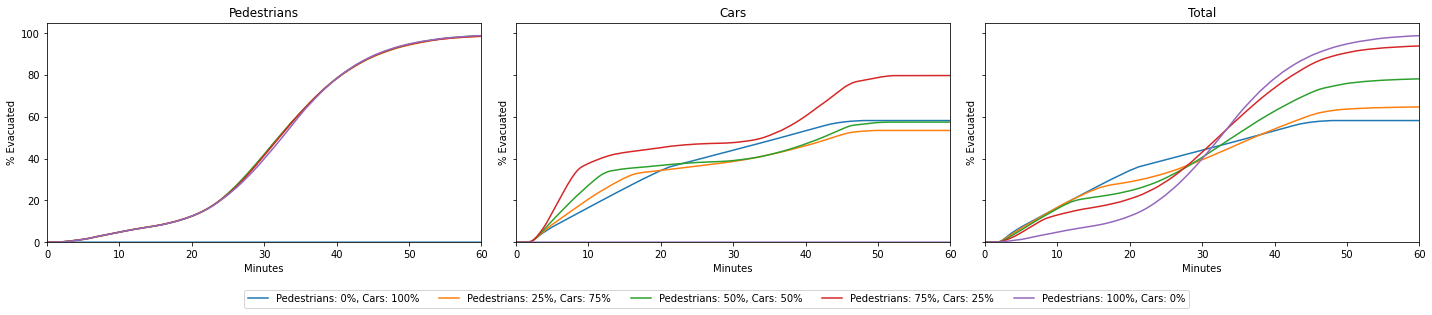 Pedestrians
Cars
Total
% Evacuated
100
80
60
40
20
0
0 10 20 30 40 50 60
Minutes
% Evacuated
0 10 20 30 40 50 60
Minutes
% Evacuated
0 10 20 30 40 50 60
Minutes
Pedestrians: 0%, Cars: 100%
Pedestrians: 25%, Cars: 75%
Pedestrians: 50%, Cars: 50%
Pedestrians: 75%, Cars: 25%
Pedestrians: 100%, Cars: 0%